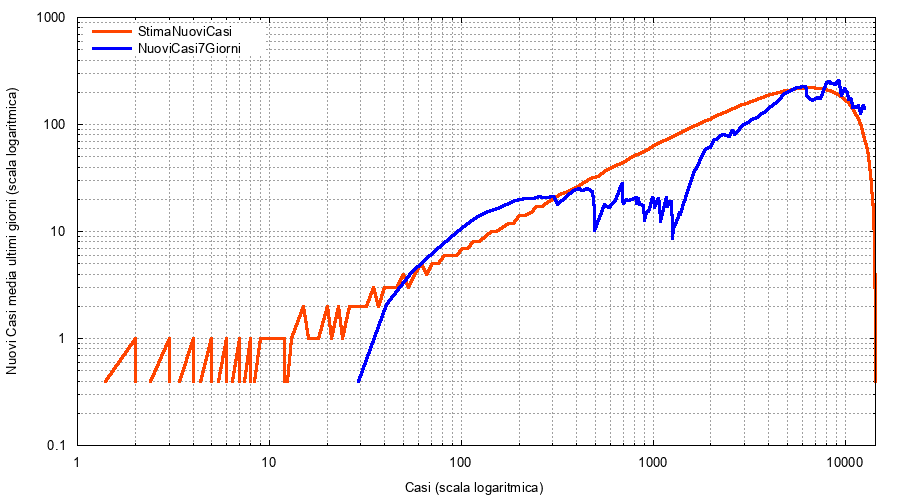 1000
StimaNuoviCasi
NuoviCasi7Giorni
100
10
1
0.1
Nuovi Casi media ultimi giorni (scala logaritmica)
1 10 100 1000 10000
Casi (scala logaritmica)